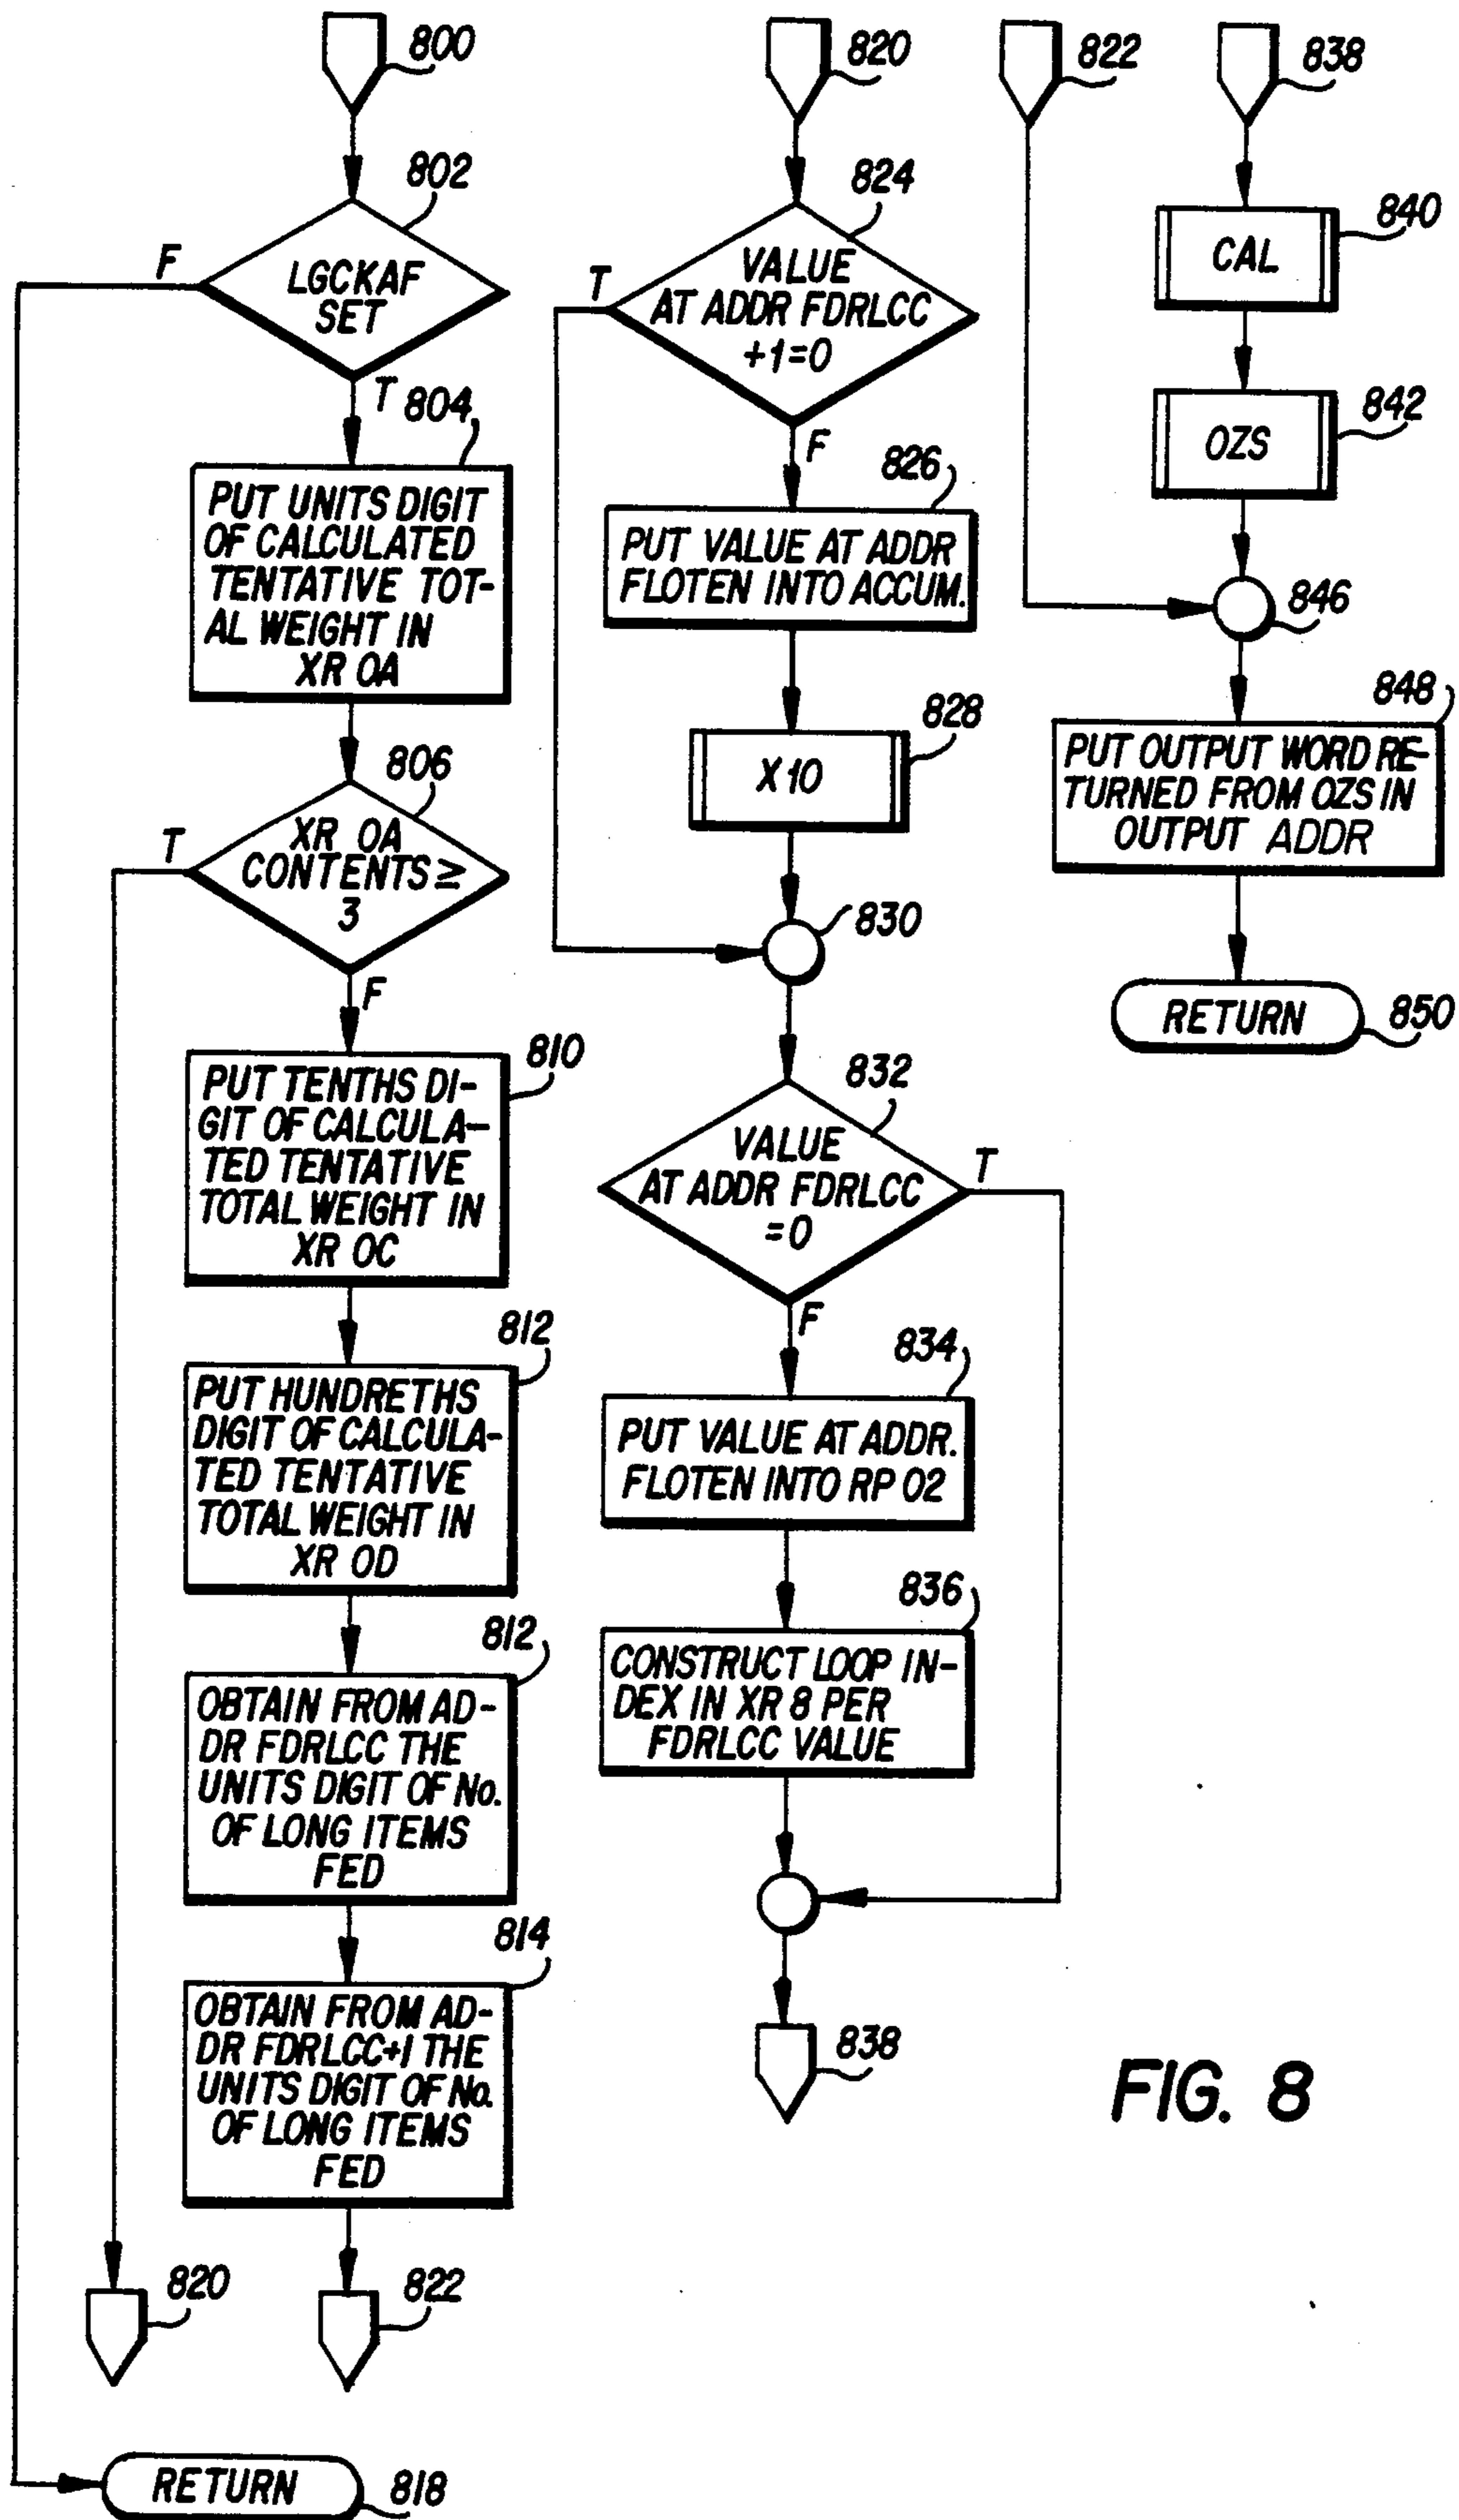 800
802
F
LGCKAF
SET
T
804
PUT UNITS DIGIT
OF CALCULATED
TENTATIVE TOT-
AL WEIGHT IN
XR OA
806
T
XR OA
CONTENTS ≥
3
F
810
PUT TENTHS DI-
GIT OF CALCULA-
TED TENTATIVE
TOTAL WEIGHT IN
XR OC
812
PUT HUNDRETHS
DIGIT OF CALCULA-
TED TENTATIVE
TOTAL WEIGHT IN
XR OD
812
OBTAIN FROM AD-
DR FDRLCC THE
UNITS DIGIT OF No.
OF LONG ITEMS
FED
814
OBTAIN FROM AD-
DR FDRLCC+1 THE
UNITS DIGIT OF No.
OF LONG ITEMS
FED
820
822
RETURN
818
820
824
T
VALUE
AT ADDR FDRLCC
+1=0
F
826
PUT VALUE AT ADDR
FLOTEN INTO ACCUM.
828
X10
830
832
VALUE
AT ADDR FDRLCC
=0
T
F
834
PUT VALUE AT ADDR.
FLOTEN INTO RP 02
836
CONSTRUCT LOOP IN-
DEX IN XR 8 PER
FDRLCC VALUE
838
822
838
840
CAL
842
OZS
846
848
PUT OUTPUT WORD RE-
TURNED FROM OZS IN
OUTPUT ADDR
RETURN
850
FIG. 8